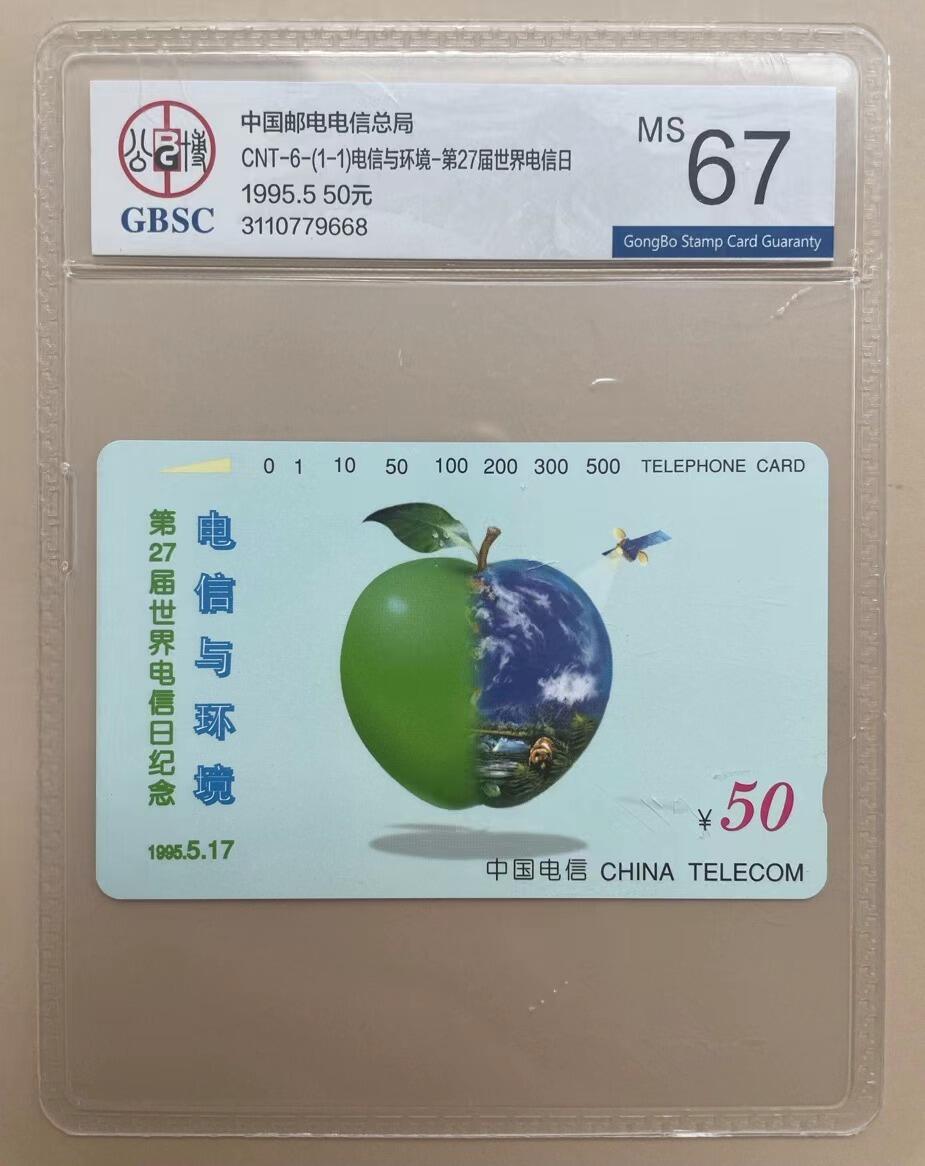 公博
BG
GBSC
中国邮电电信总局
CNT-6-(1-1)电信与环境-第27届世界电信日
1995.5 50元
3110779668
MS 67
GongBo Stamp Card Guaranty
0 1 10 50 100 200 300 500 TELEPHONE CARD
电信与环境
第27届世界电信日纪念
1995.5.17
¥50
中国电信 CHINA TELECOM